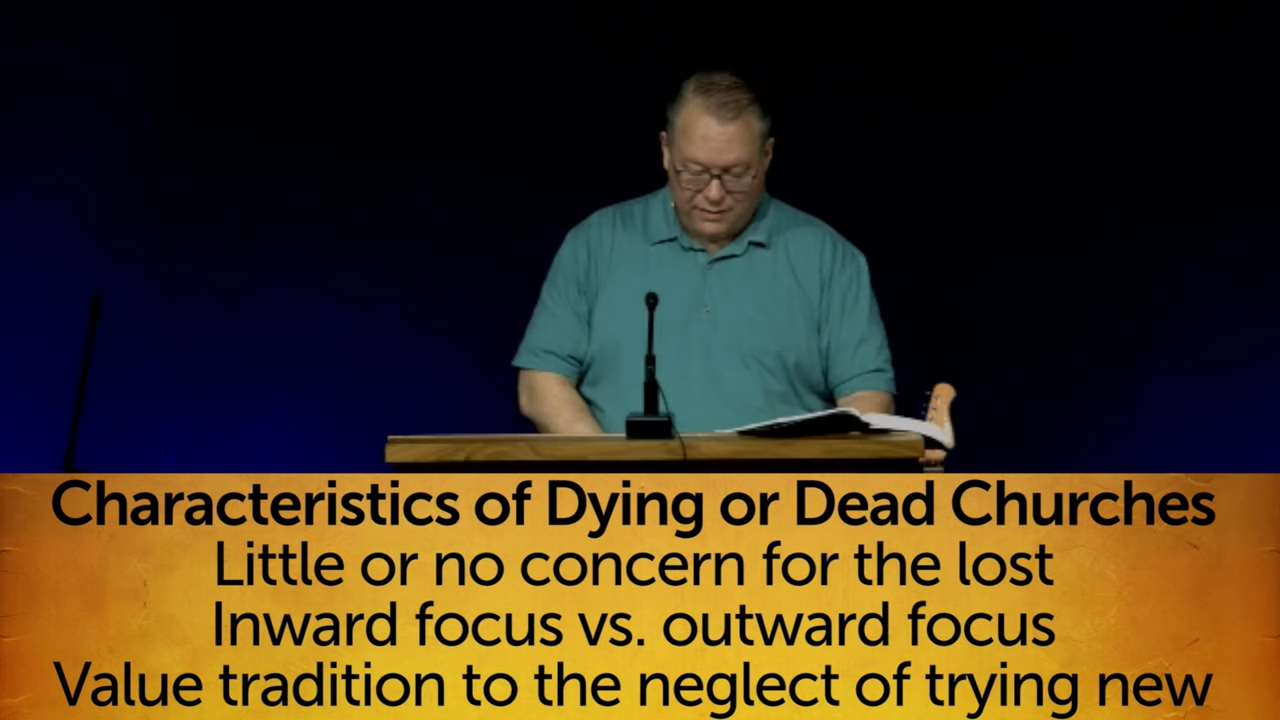 Characteristics of Dying or Dead Churches
Little or no concern for the lost
Inward focus vs. outward focus
Value tradition to the neglect of trying new